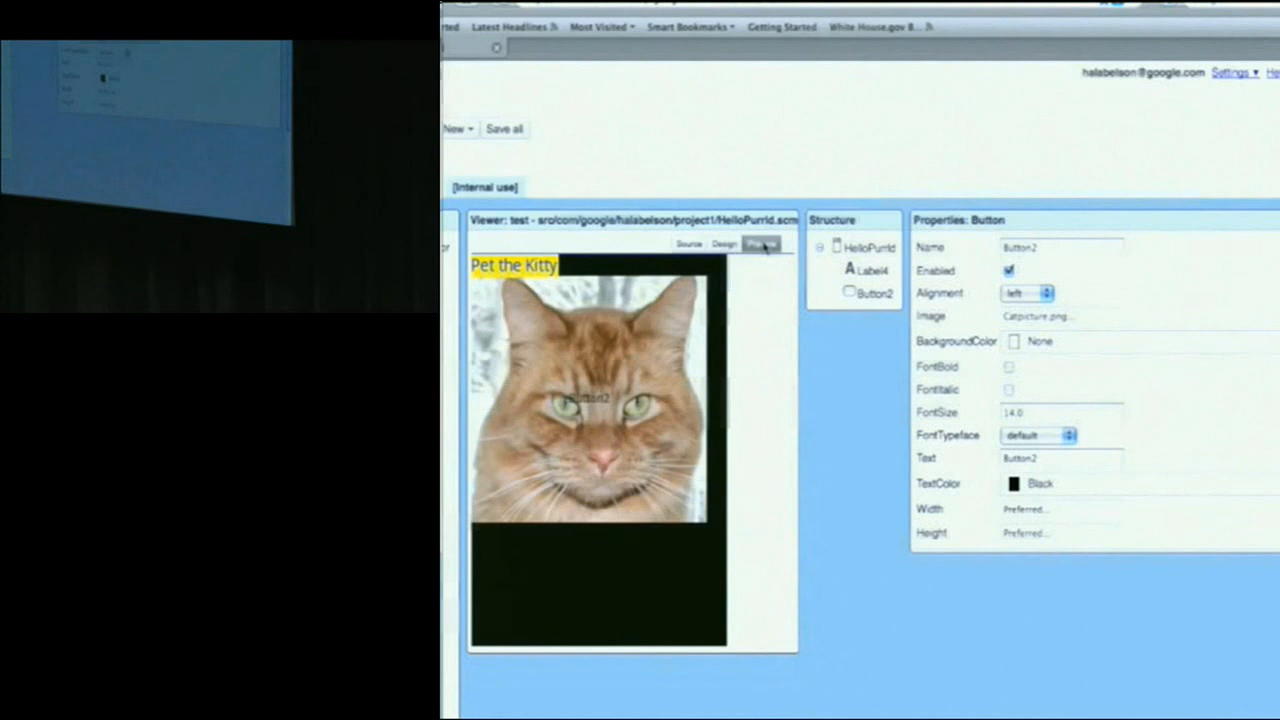 Latest Headlines Most Visited Smart Bookmarks Getting Started White House.gov B...
halabelson@google.com Settings
New Save all
[Internal use]
Viewer: test - src/com/google/halabelson/project1/HelloPurrId.scm
Source Design
Pet the Kitty
Button2
Structure
HelloPurrId
Label4
Button2
Properties: Button
Name Button2
Enabled
Alignment left
Image Catpicture.png...
BackgroundColor None
FontBold
FontItalic
FontSize 14.0
FontTypeface default
Text Button2
TextColor Black
Width Preferred...
Height Preferred...